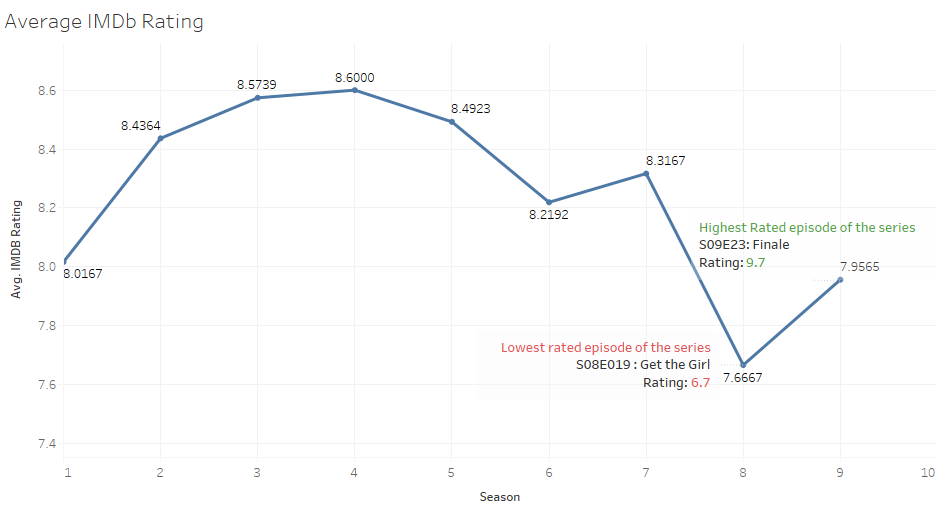 Average IMDb Rating
Avg. IMDB Rating
8.6
8.4
8.2
8.0
7.8
7.6
7.4
8.0167
8.4364
8.5739
8.6000
8.4923
8.2192
8.3167
7.6667
7.9565
Highest Rated episode of the series
S09E23: Finale
Rating: 9.7
Lowest rated episode of the series
S08E019 : Get the Girl
Rating: 6.7
1 2 3 4 5 6 7 8 9 10
Season